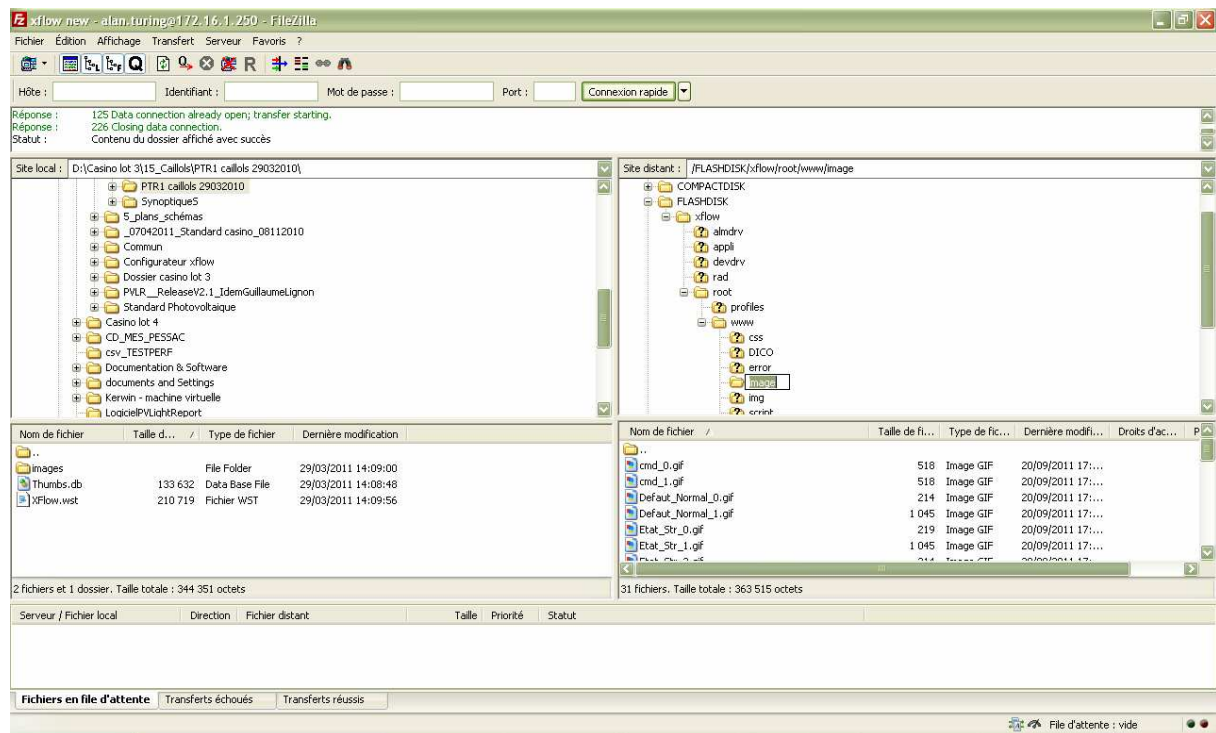 xflow new - alan.turing@172.16.1.250 - FileZilla
Fichier Édition Affichage Transfert Serveur Favoris ?
Hôte : Identifiant : Mot de passe : Port : Connexion rapide
Réponse : 125 Data connection already open; transfer starting.
Réponse : 226 Closing data connection.
Statut : Contenu du dossier affiché avec succès
Site local : D:\Casino lot 3\15_Caillols\PTR1 caillols 29032010\
PTR1 caillols 29032010
SynoptiqueS
5_plans_schémas
_07042011_Standard casino_08112010
Commun
Configurateur xflow
Dossier casino lot 3
PVLR__ReleaseV2.1_IdemGuillaumeLignon
Standard Photovoltaique
Casino lot 4
CD_MES_PESSAC
csv_TESTPERF
Documentation & Software
documents and Settings
Kerwin - machine virtuelle
LogicielPVLightReport
Site distant : /FLASHDISK/xflow/root/www/image
COMPACTDISK
FLASHDISK
xflow
almdrv
appli
devdrv
rad
root
profiles
www
css
DICO
error
image
img
script
Nom de fichier Taille d... Type de fichier Dernière modification
..
images File Folder 29/03/2011 14:09:00
Thumbs.db 133 632 Data Base File 29/03/2011 14:08:48
XFlow.wst 210 719 Fichier WST 29/03/2011 14:09:56
2 fichiers et 1 dossier. Taille totale : 344 351 octets
Nom de fichier Taille de fi... Type de fic... Dernière modifi... Droits d'ac... P
..
cmd_0.gif 518 Image GIF 20/09/2011 17:...
cmd_1.gif 518 Image GIF 20/09/2011 17:...
Defaut_Normal_0.gif 214 Image GIF 20/09/2011 17:...
Defaut_Normal_1.gif 1 045 Image GIF 20/09/2011 17:...
Etat_Str_0.gif 219 Image GIF 20/09/2011 17:...
Etat_Str_1.gif 1 045 Image GIF 20/09/2011 17:...
31 fichiers. Taille totale : 363 515 octets
Serveur / Fichier local Direction Fichier distant Taille Priorité Statut
Fichiers en file d'attente Transferts échoués Transferts réussis
File d'attente : vide